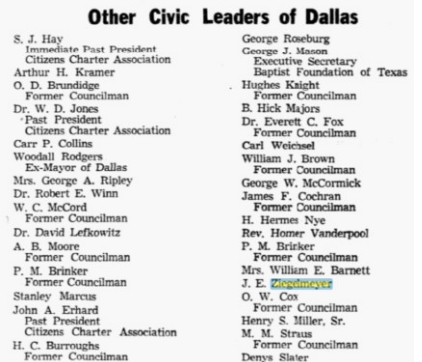 Other Civic Leaders of Dallas
S. J. Hay
Immediate Past President
Citizens Charter Association
Arthur H. Kramer
O. D. Brundidge
Former Councilman
Dr. W. D. Jones
Past President
Citizens Charter Association
Carr P. Collins
Woodall Rodgers
Ex-Mayor of Dallas
Mrs. George A. Ripley
Dr. Robert E. Winn
W. C. McCord
Former Councilman
Dr. David Lefkowitz
A. B. Moore
Former Councilman
P. M. Brinker
Former Councilman
Stanley Marcus
John A. Erhard
Past President
Citizens Charter Association
H. C. Burroughs
Former Councilman
George Roseburg
George J. Mason
Executive Secretary
Baptist Foundation of Texas
Hughes Knight
Former Councilman
B. Hick Majors
Dr. Everett C. Fox
Former Councilman
Carl Weichsel
William J. Brown
Former Councilman
George W. McCormick
James F. Cochran
Former Councilman
H. Hermes Nye
Rev. Homer Vanderpool
P. M. Brinker
Former Councilman
Mrs. William E. Barnett
J. E.
O. W. Cox
Former Councilman
Henry S. Miller, Sr.
M. M. Straus
Former Councilman
Denys Slater